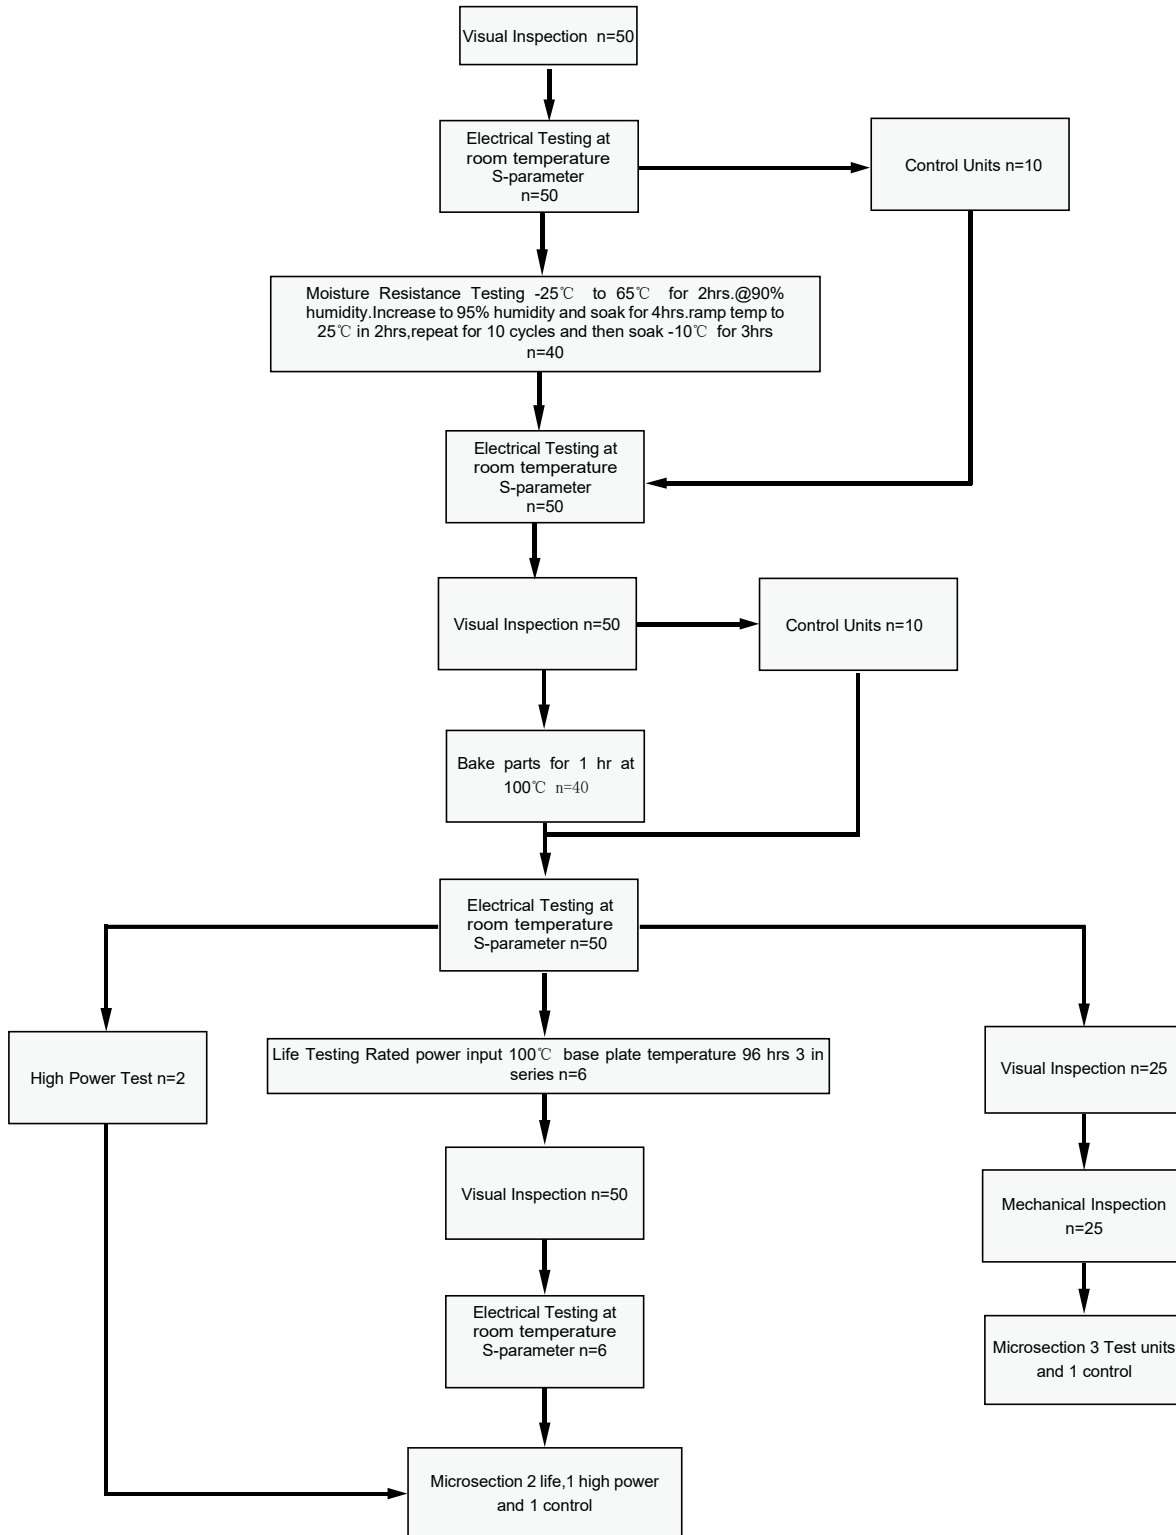 Visual Inspection n=50
Electrical Testing at
room temperature
S-parameter
n=50
Control Units n=10
Moisture Resistance Testing -25℃ to 65℃ for 2hrs.@90%
humidity.Increase to 95% humidity and soak for 4hrs.ramp temp to
25℃ in 2hrs,repeat for 10 cycles and then soak -10℃ for 3hrs
n=40
Electrical Testing at
room temperature
S-parameter
n=50
Visual Inspection n=50
Control Units n=10
Bake parts for 1 hr at
100℃ n=40
Electrical Testing at
room temperature
S-parameter n=50
High Power Test n=2
Life Testing Rated power input 100℃ base plate temperature 96 hrs 3 in
series n=6
Visual Inspection n=25
Visual Inspection n=50
Mechanical Inspection
n=25
Electrical Testing at
room temperature
S-parameter n=6
Microsection 3 Test units
and 1 control
Microsection 2 life,1 high power
and 1 control